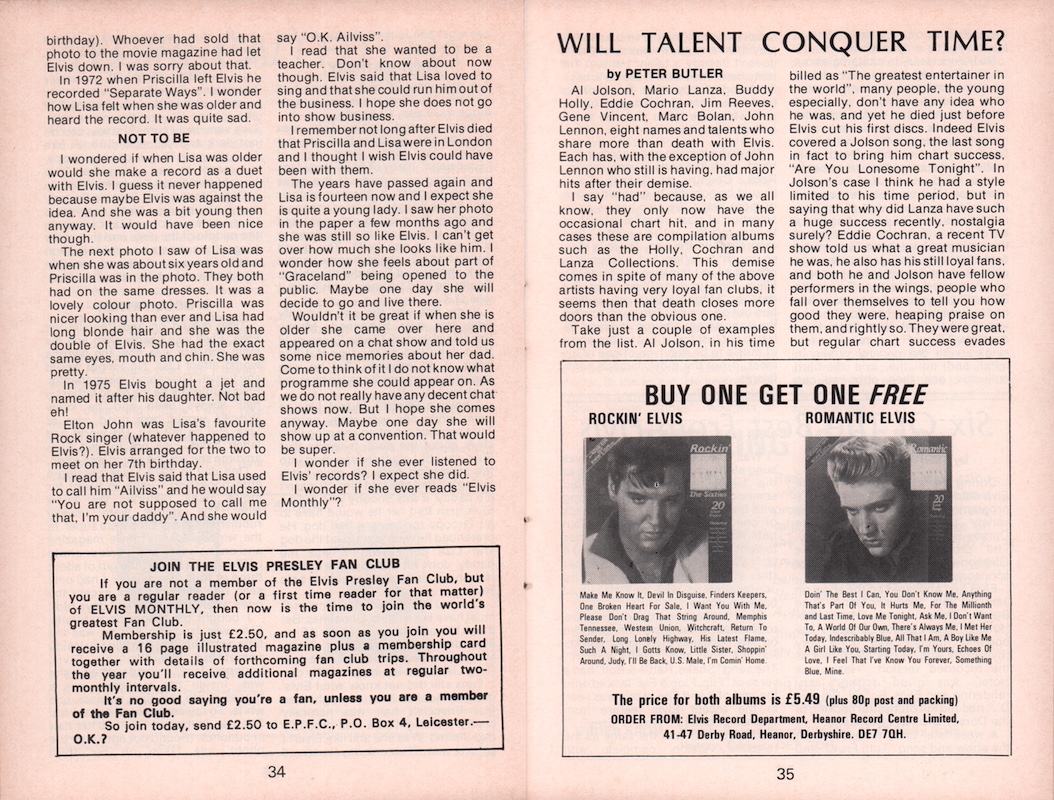 birthday). Whoever had sold that
photo to the movie magazine had let
Elvis down. I was sorry about that.
In 1972 when Priscilla left Elvis he
recorded "Separate Ways". I wonder
how Lisa felt when she was older and
heard the record. It was quite sad.
NOT TO BE
I wondered if when Lisa was older
would she make a record as a duet
with Elvis. I guess it never happened
because maybe Elvis was against the
idea. And she was a bit young then
anyway. It would have been nice
though.
The next photo I saw of Lisa was
when she was about six years old and
Priscilla was in the photo. They both
had on the same dresses. It was a
lovely colour photo. Priscilla was
nicer looking than ever and Lisa had
long blonde hair and she was the
double of Elvis. She had the exact
same eyes, mouth and chin. She was
pretty.
In 1975 Elvis bought a jet and
named it after his daughter. Not bad
eh!
Elton John was Lisa's favourite
Rock singer (whatever happened to
Elvis?). Elvis arranged for the two to
meet on her 7th birthday.
I read that Elvis said that Lisa used
to call him "Ailviss" and he would say
"You are not supposed to call me
that, I'm your daddy". And she would
say "O.K. Ailviss".
I read that she wanted to be a
teacher. Don't know about now
though. Elvis said that Lisa loved to
sing and that she could run him out of
the business. I hope she does not go
into show business.
I remember not long after Elvis died
that Priscilla and Lisa were in London
and I thought I wish Elvis could have
been with them.
The years have passed again and
Lisa is fourteen now and I expect she
is quite a young lady. I saw her photo
in the paper a few months ago and
she was still so like Elvis. I can't get
over how much she looks like him. I
wonder how she feels about part of
"Graceland" being opened to the
public. Maybe one day she will
decide to go and live there.
Wouldn't it be great if when she is
older she came over here and
appeared on a chat show and told us
some nice memories about her dad.
Come to think of it I do not know what
programme she could appear on. As
we do not really have any decent chat
shows now. But I hope she comes
anyway. Maybe one day she will
show up at a convention. That would
be super.
I wonder if she ever listened to
Elvis' records? I expect she did.
I wonder if she ever reads "Elvis
Monthly"?
JOIN THE ELVIS PRESLEY FAN CLUB
If you are not a member of the Elvis Presley Fan Club, but
you are a regular reader (or a first time reader for that matter)
of ELVIS MONTHLY, then now is the time to join the world's
greatest Fan Club.
Membership is just £2.50, and as soon as you join you will
receive a 16 page illustrated magazine plus a membership card
together with details of forthcoming fan club trips. Throughout
the year you'll receive additional magazines at regular two-
monthly intervals.
It's no good saying you're a fan, unless you are a member
of the Fan Club.
So join today, send £2.50 to E.P.F.C., P.O. Box 4, Leicester.—
O.K.?
34
WILL TALENT CONQUER TIME?
by PETER BUTLER
Al Jolson, Mario Lanza, Buddy
Holly, Eddie Cochran, Jim Reeves,
Gene Vincent, Marc Bolan, John
Lennon, eight names and talents who
share more than death with Elvis.
Each has, with the exception of John
Lennon who still is having, had major
hits after their demise.
I say "had" because, as we all
know, they only now have the
occasional chart hit, and in many
cases these are compilation albums
such as the Holly, Cochran and
Lanza Collections. This demise
comes in spite of many of the above
artists having very loyal fan clubs, it
seems then that death closes more
doors than the obvious one.
Take just a couple of examples
from the list. Al Jolson, in his time
billed as "The greatest entertainer in
the world", many people, the young
especially, don't have any idea who
he was, and yet he died just before
Elvis cut his first discs. Indeed Elvis
covered a Jolson song, the last song
in fact to bring him chart success,
"Are You Lonesome Tonight". In
Jolson's case I think he had a style
limited to his time period, but in
saying that why did Lanza have such
a huge success recently, nostalgia
surely? Eddie Cochran, a recent TV
show told us what a great musician
he was, he also has his still loyal fans,
and both he and Jolson have fellow
performers in the wings, people who
fall over themselves to tell you how
good they were, heaping praise on
them, and rightly so. They were great,
but regular chart success evades
BUY ONE GET ONE FREE
ROCKIN' ELVIS
Rockin'
The Sixties
20
Make Me Know It, Devil In Disguise, Finders Keepers,
One Broken Heart For Sale, I Want You With Me,
Please Don't Drag That String Around, Memphis
Tennessee, Western Union, Witchcraft, Return To
Sender, Long Lonely Highway, His Latest Flame,
Such A Night, I Gotts Know, Little Sister, Shoppin'
Around, Judy, I'll Be Back, U.S. Male, I'm Comin' Home.
ROMANTIC ELVIS
Romantic
20
Doin' The Best I Can, You Don't Know Me, Anything
That's Part Of You, It Hurts Me, For The Millionth
and Last Time, Love Me Tonight, Ask Me, I Don't Want
To, A World Of Our Own, There's Always Me, I Met Her
Today, Indescribably Blue, All That I Am, A Boy Like Me
A Girl Like You, Starting Today, I'm Yours, Echoes Of
Love, I Feel That I've Know You Forever, Something
Blue, Mine.
The price for both albums is £5.49 (plus 80p post and packing)
ORDER FROM: Elvis Record Department, Heanor Record Centre Limited,
41-47 Derby Road, Heanor, Derbyshire. DE7 7QH.
35